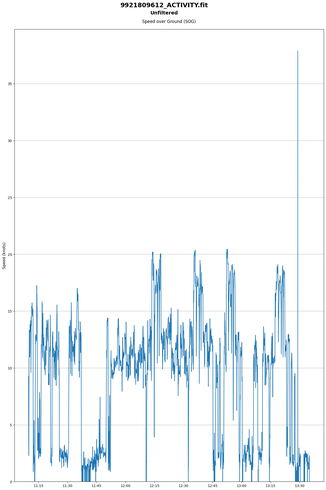 9921809612_ACTIVITY.fit
Unfiltered
Speed over Ground (SOG)
Speed (knots)
35
30
25
20
15
10
5
0
11:15 11:30 11:45 12:00 12:15 12:30 12:45 13:00 13:15 13:30